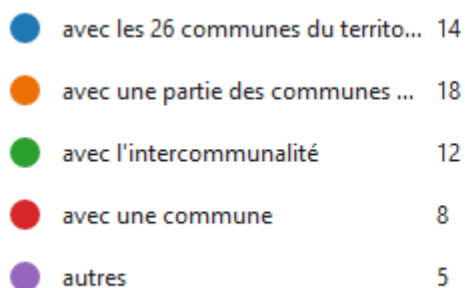 avec les 26 communes du territo... 14
avec une partie des communes ... 18
avec l'intercommunalité 12
avec une commune 8
autres 5